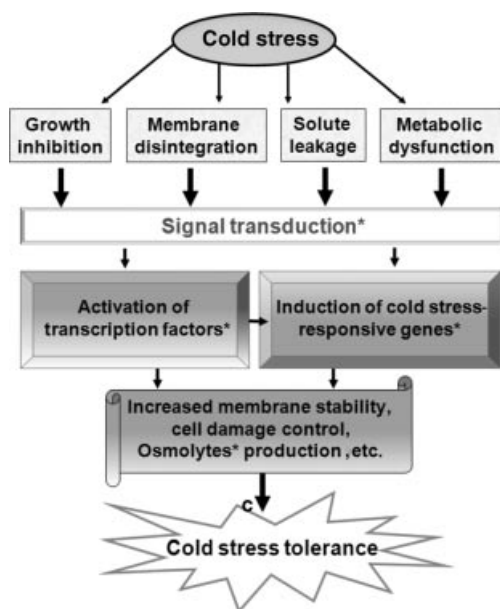 Cold stress
Growth
inhibition
Membrane
disintegration
Solute
leakage
Metabolic
dysfunction
Signal transduction*
Activation of
transcription factors*
Induction of cold stress-
responsive genes*
Increased membrane stability,
cell damage control,
Osmolytes* production ,etc.
c
Cold stress tolerance